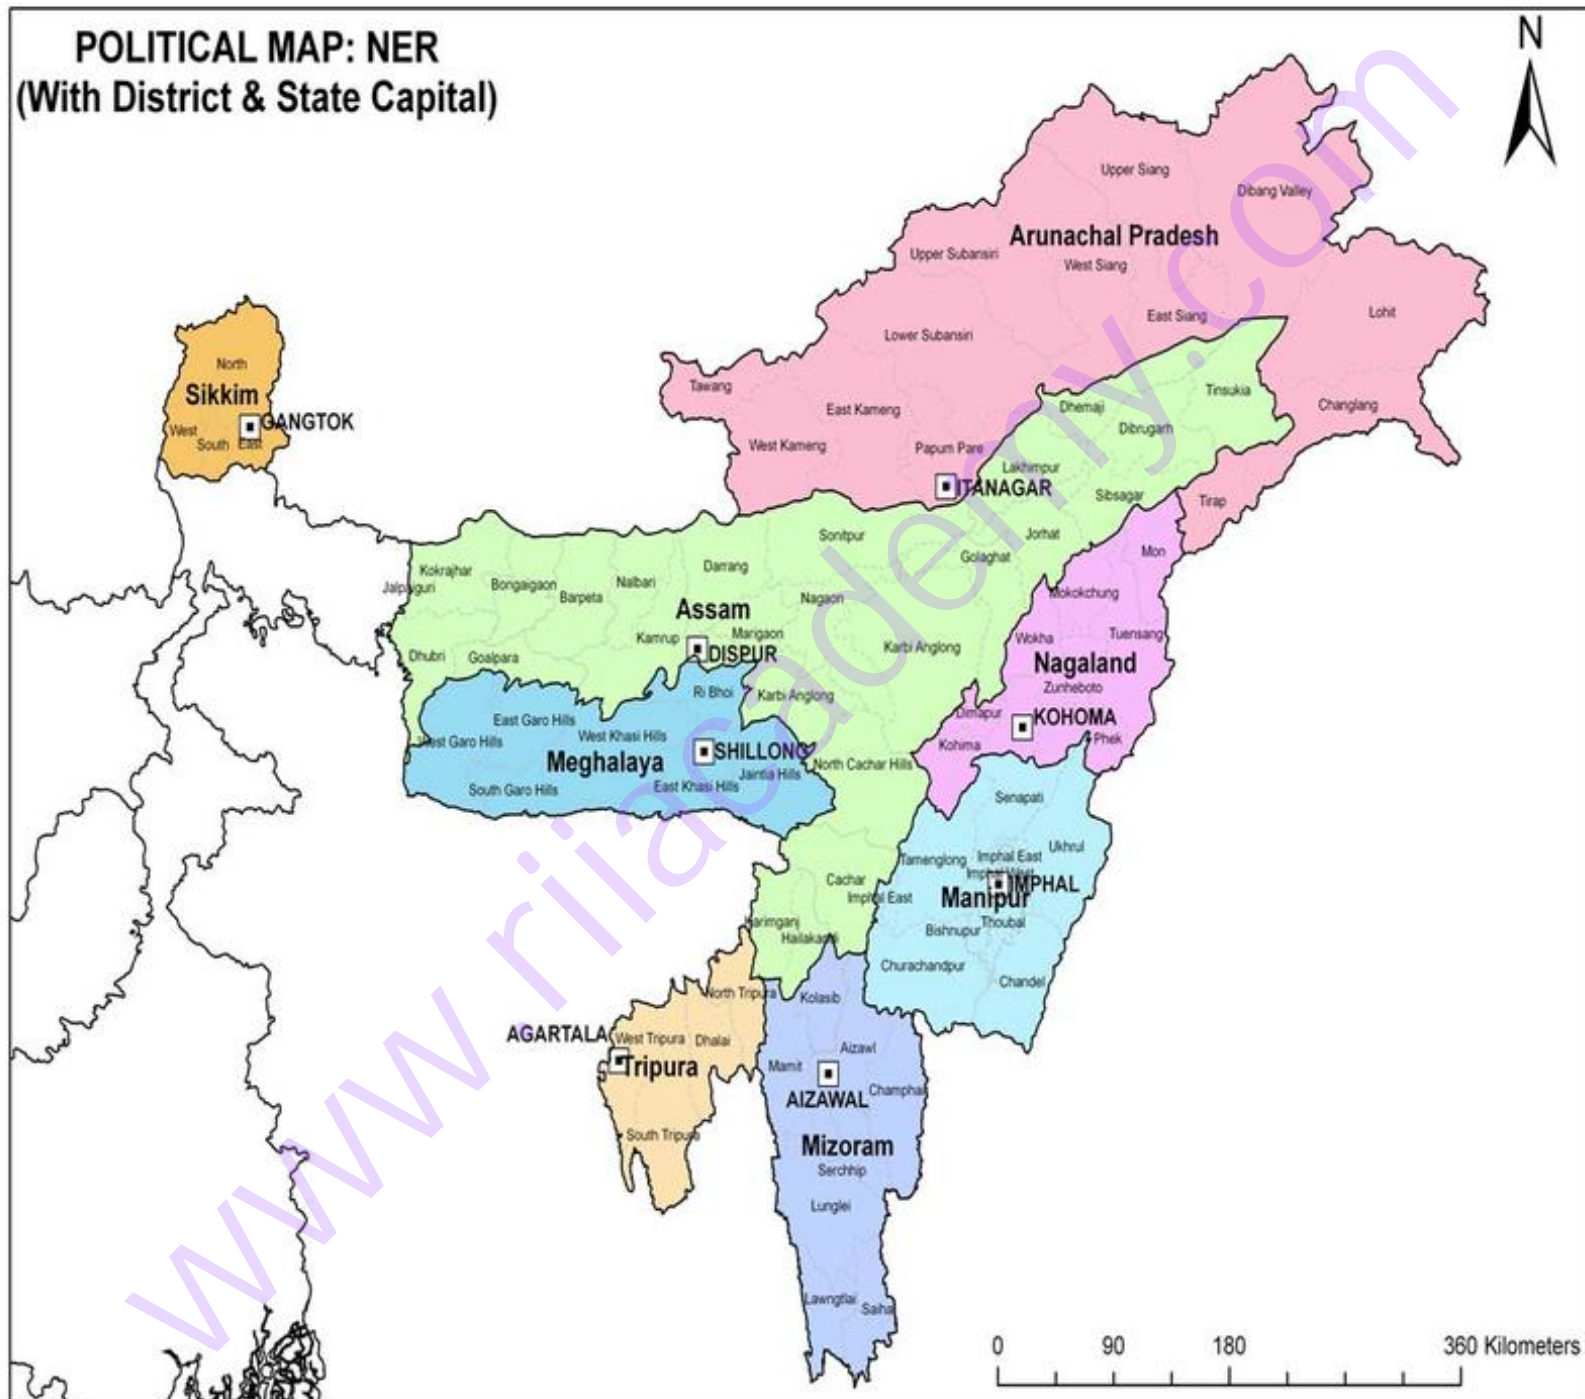 POLITICAL MAP: NER
(With District & State Capital)
N
Upper Siang
Dibang Valley
Arunachal Pradesh
Upper Subansiri
West Siang
East Siang
Lohit
Lower Subansiri
Tawang
East Kameng
West Kameng
Papum Pare
ITANAGAR
Changlang
Tirap
North
Sikkim
GANGTOK
West
South
East
Tinsukia
Dhemaji
Dibrugarh
Lakhimpur
Sibsagar
Jorhat
Golaghat
Sonitpur
Darrang
Kokrajhar
Jalpaiguri
Bongaigaon
Nalbari
Barpeta
Nagaon
Assam
Kamrup
Marigaon
DISPUR
Dhubri
Goalpara
Karbi Anglong
Karbi Anglong
North Cachar Hills
Cachar
Karimganj
Hailakandi
Mon
Mokokchung
Wokha
Tuensang
Nagaland
Zunheboto
Dimapur
KOHOMA
Kohima
Phek
Ri Bhoi
East Garo Hills
West Khasi Hills
West Garo Hills
Meghalaya
SHILLONG
Jaintia Hills
South Garo Hills
East Khasi Hills
Senapati
Ukhrul
Tamenglong
Imphal East
Imphal West
IMPHAL
Imphal East
Manipur
Thoubal
Bishnupur
Churachandpur
Chandel
North Tripura
AGARTALA
West Tripura
Dhalai
Tripura
South Tripura
Kolasib
Aizawl
Mamit
Champhai
AIZAWAL
Mizoram
Serchhip
Lunglei
Lawngtlai
Saiha
0 90 180 360 Kilometers
www.rijiacademy.com